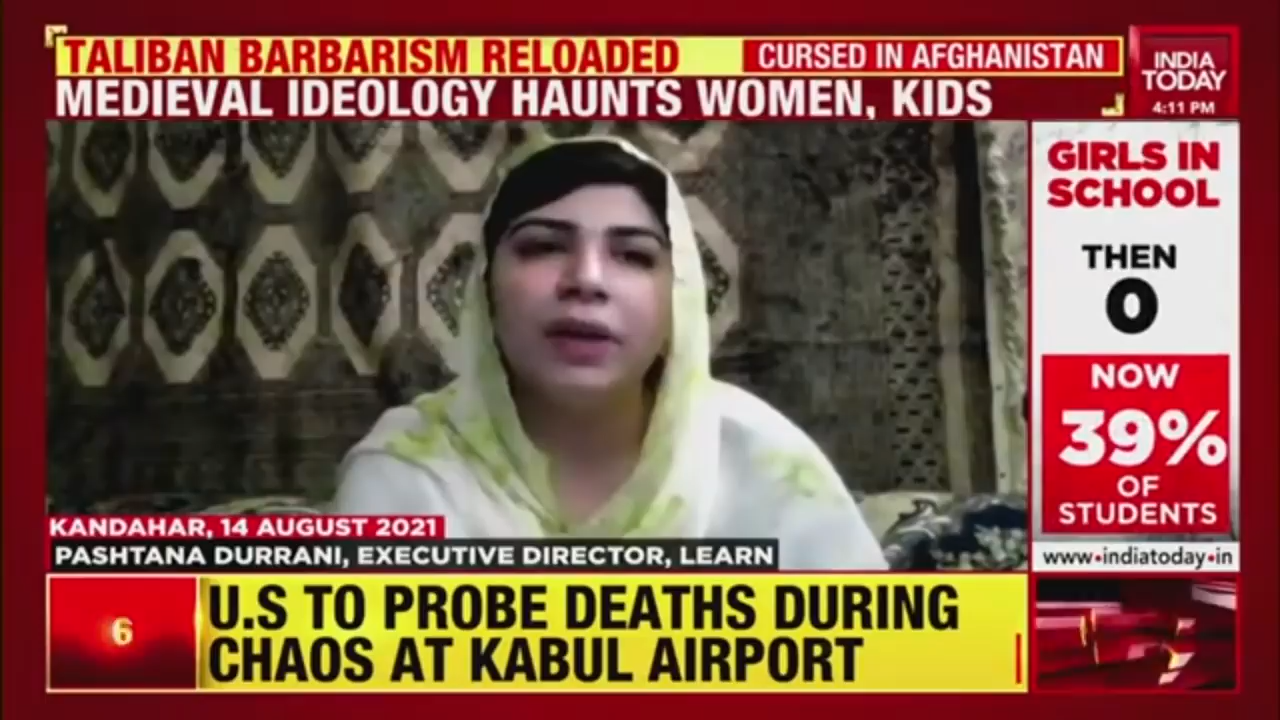 TALIBAN BARBARISM RELOADED
CURSED IN AFGHANISTAN
MEDIEVAL IDEOLOGY HAUNTS WOMEN, KIDS
INDIA
TODAY
4:11 PM
GIRLS IN
SCHOOL
THEN
0
NOW
39%
OF
STUDENTS
www•indiatoday•in
KANDAHAR, 14 AUGUST 2021
PASHTANA DURRANI, EXECUTIVE DIRECTOR, LEARN
6
U.S TO PROBE DEATHS DURING
CHAOS AT KABUL AIRPORT